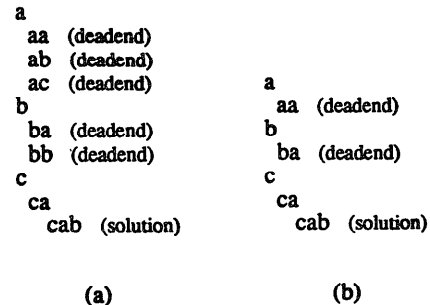 a
aa (deadend)
ab (deadend)
ac (deadend)
b
ba (deadend)
bb (deadend)
c
ca
cab (solution)
(a)
a
aa (deadend)
b
ba (deadend)
c
ca
cab (solution)
(b)